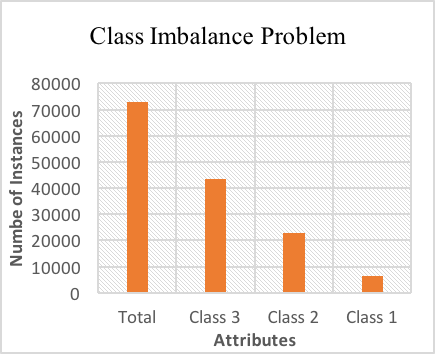 Class Imbalance Problem
80000
70000
60000
50000
40000
30000
20000
10000
0
Numbe of Instances
Total Class 3 Class 2 Class 1
Attributes